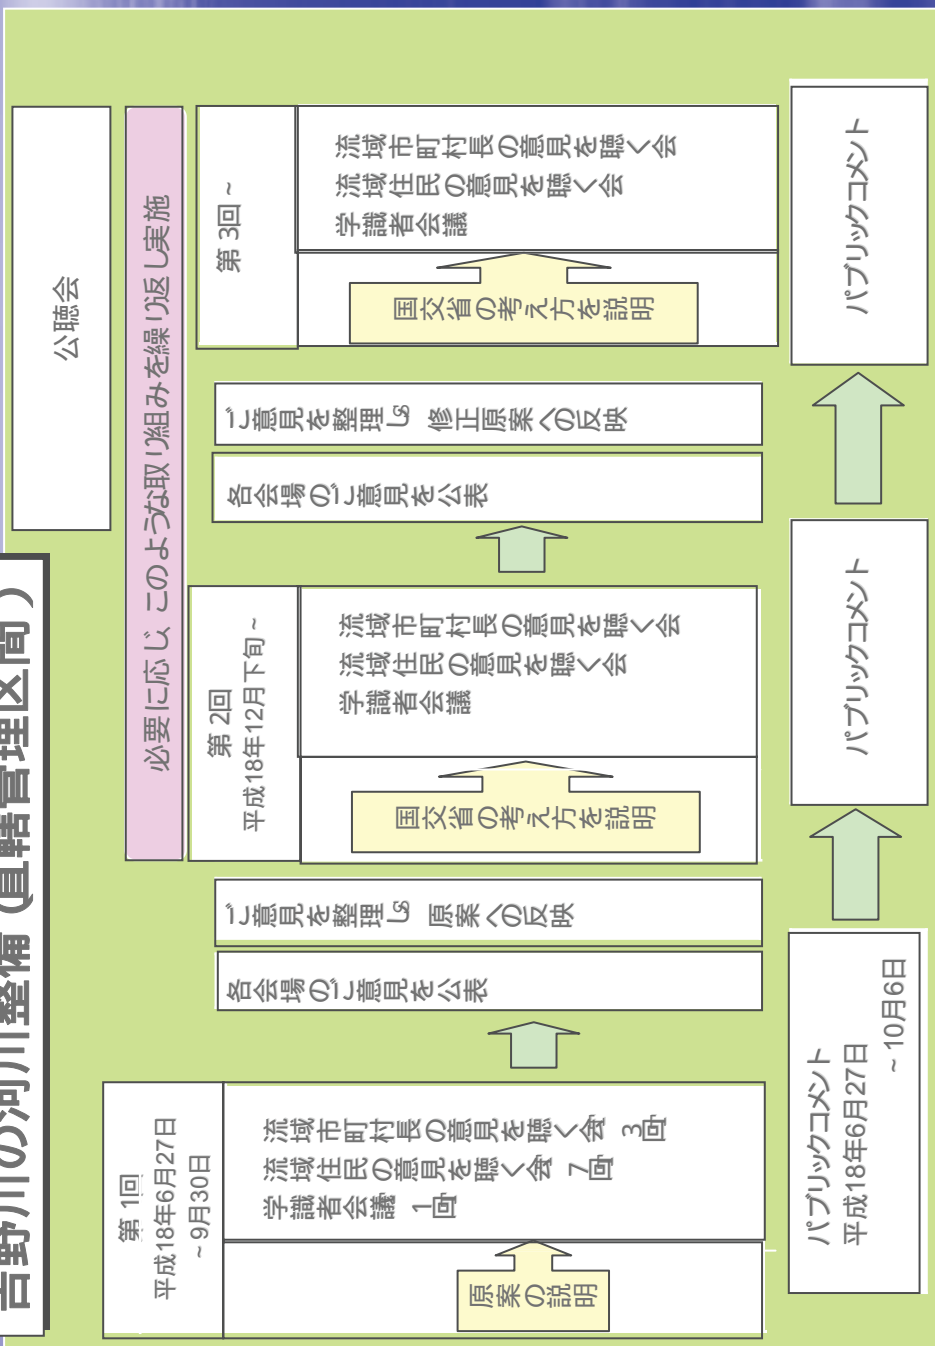 吉野川の河川整備（直轄管理区間）
公聴会
必要に応じ、このような取り組みを繰り返し実施
第1回
平成18年6月27日
~9月30日
原案の説明
流域市町村長の意見を聴く会 3回
流域住民の意見を聴く会 7回
学識者会議 1回
各会場のご意見を公表
ご意見を整理し 原案への反映
第2回
平成18年12月下旬~
国交省の考え方を説明
流域市町村長の意見を聴く会
流域住民の意見を聴く会
学識者会議
各会場のご意見を公表
ご意見を整理し 修正原案への反映
第3回~
国交省の考え方を説明
流域市町村長の意見を聴く会
流域住民の意見を聴く会
学識者会議
パブリックコメント
平成18年6月27日
~10月6日
パブリックコメント
パブリックコメント